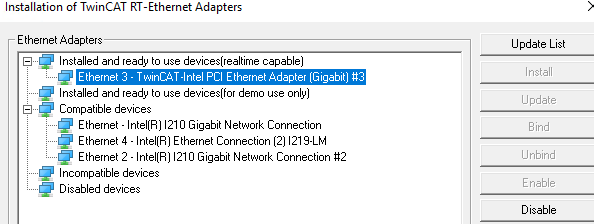 Installation of TwinCAT RT-Ethernet Adapters
Ethernet Adapters
Installed and ready to use devices(realtime capable)
Ethernet 3 - TwinCAT-Intel PCI Ethernet Adapter (Gigabit) #3
Installed and ready to use devices(for demo use only)
Compatible devices
Ethernet - Intel(R) I210 Gigabit Network Connection
Ethernet 4 - Intel(R) Ethernet Connection (2) I219-LM
Ethernet 2 - Intel(R) I210 Gigabit Network Connection #2
Incompatible devices
Disabled devices
Update List
Install
Update
Bind
Unbind
Enable
Disable